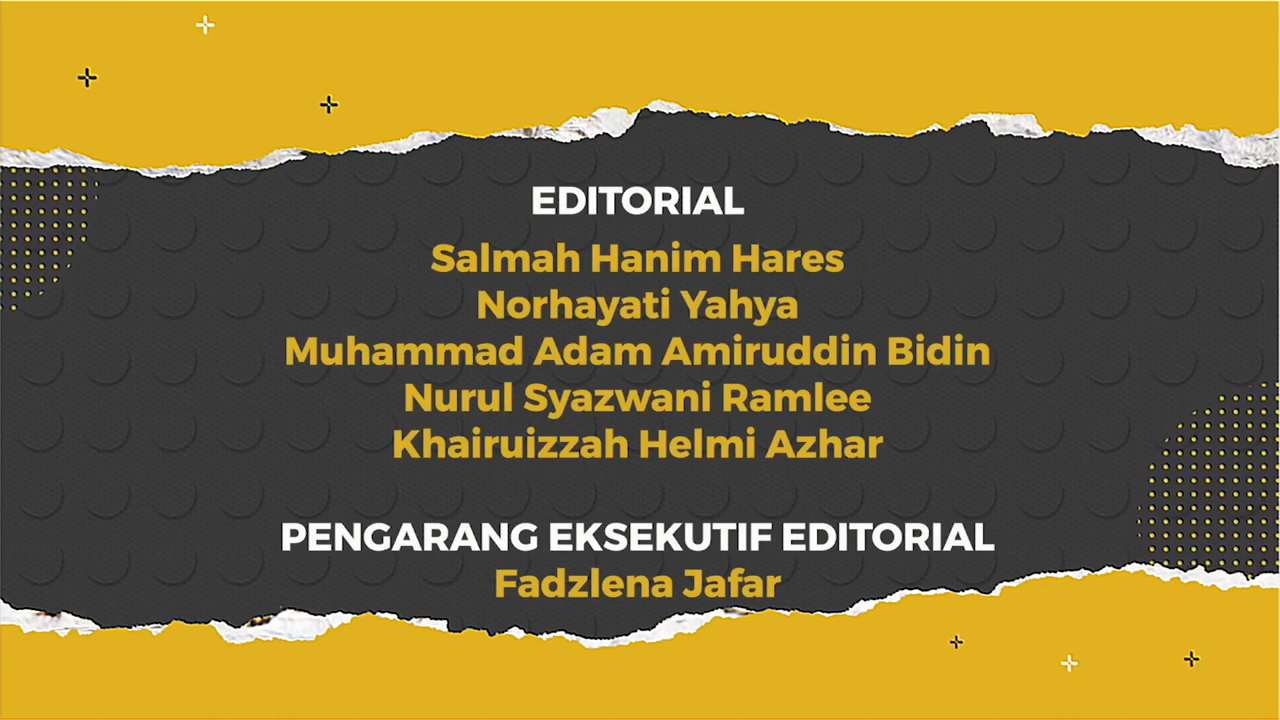 EDITORIAL
Salmah Hanim Hares
Norhayati Yahya
Muhammad Adam Amiruddin Bidin
Nurul Syazwani Ramlee
Khairuizzah Helmi Azhar
PENGARANG EKSEKUTIF EDITORIAL
Fadzlena Jafar